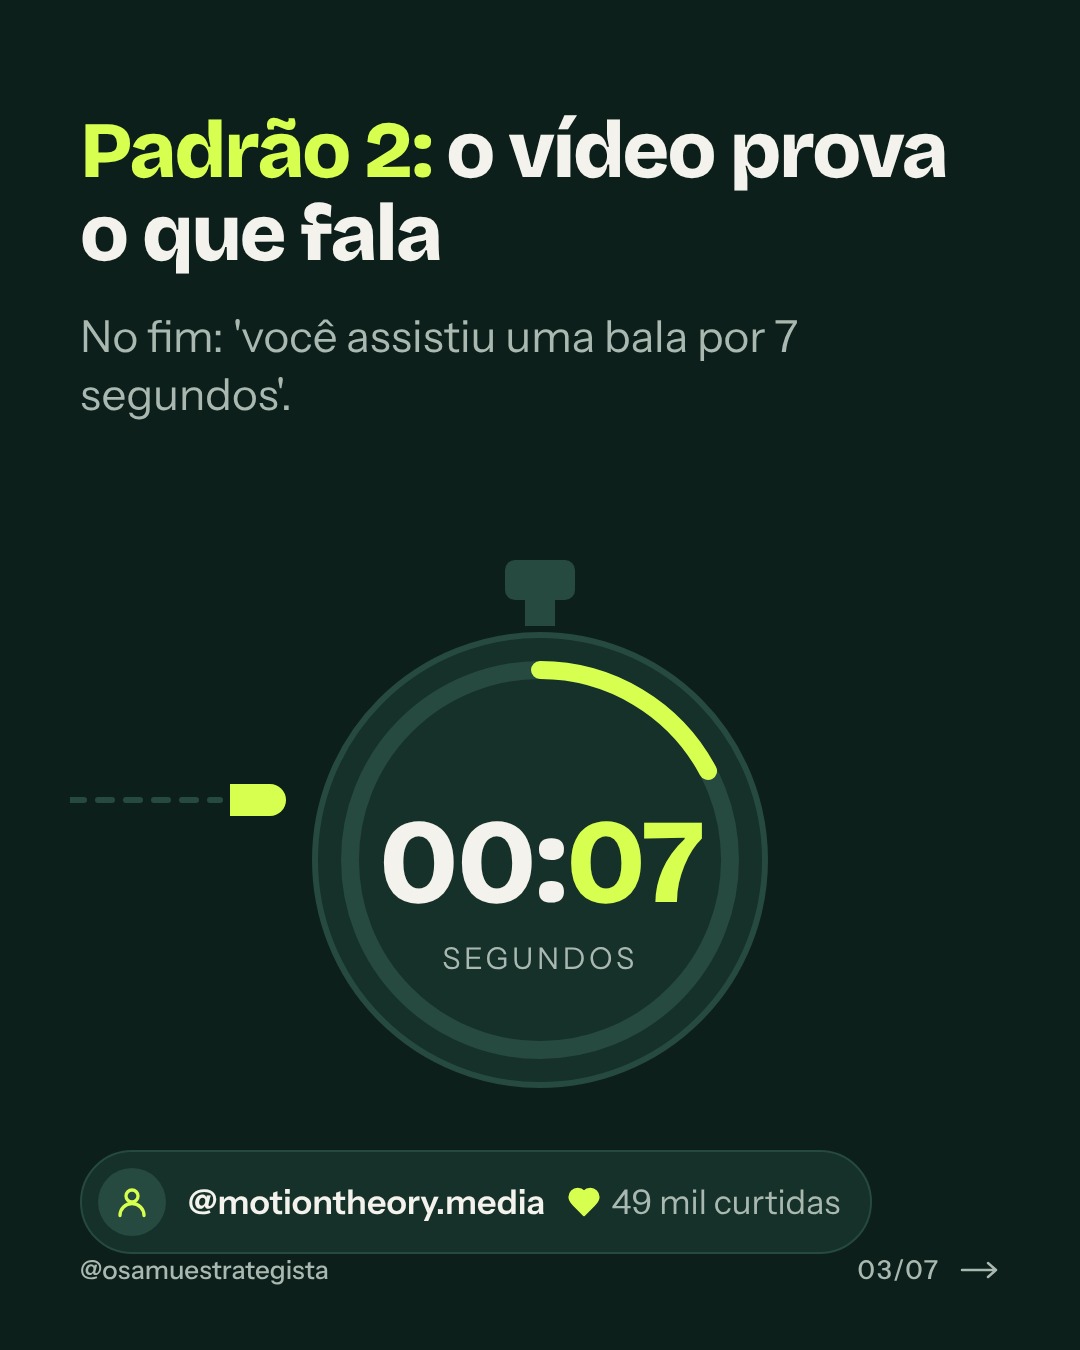 Padrão 2: o vídeo prova
o que fala
No fim: 'você assistiu uma bala por 7
segundos'.
00:07
SEGUNDOS
@motiontheory.media 49 mil curtidas
@osamuestrategista 03/07 →